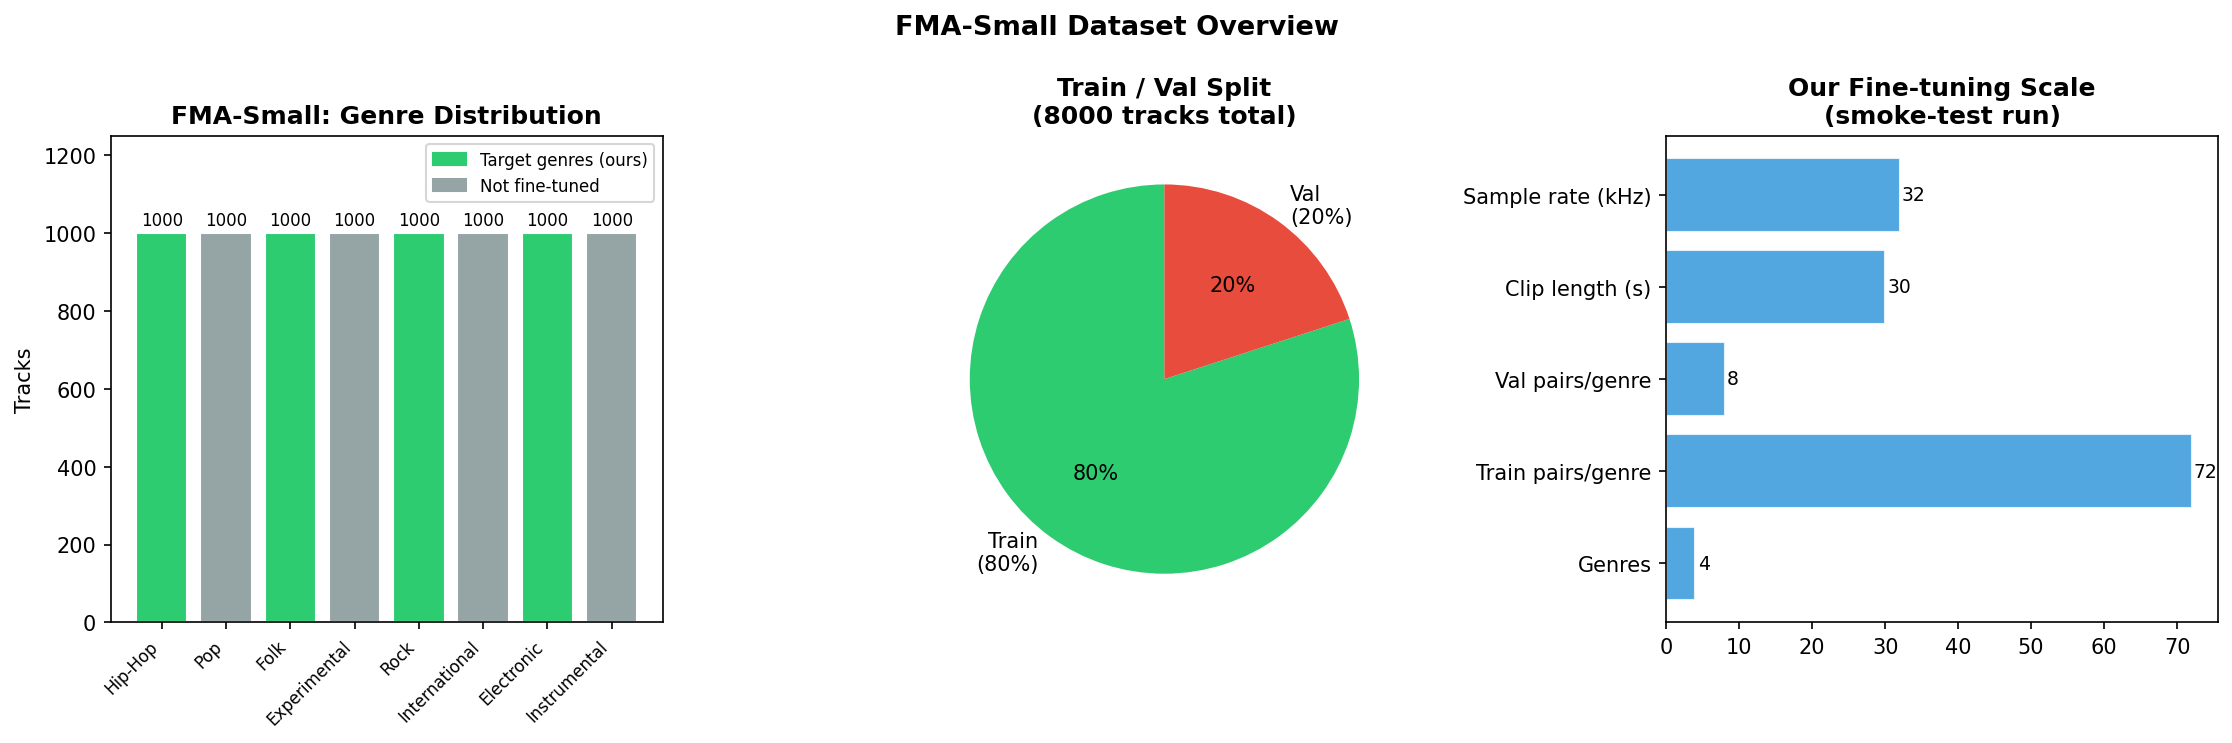 FMA-Small Dataset Overview
FMA-Small: Genre Distribution
Target genres (ours)
Not fine-tuned
1200
1000
800
600
400
200
0
Tracks
1000 1000 1000 1000 1000 1000 1000 1000
Hip-Hop
Pop
Folk
Experimental
Rock
International
Electronic
Instrumental
Train / Val Split
(8000 tracks total)
Val
(20%)
20%
80%
Train
(80%)
Our Fine-tuning Scale
(smoke-test run)
Sample rate (kHz) 32
Clip length (s) 30
Val pairs/genre 8
Train pairs/genre 72
Genres 4
0 10 20 30 40 50 60 70